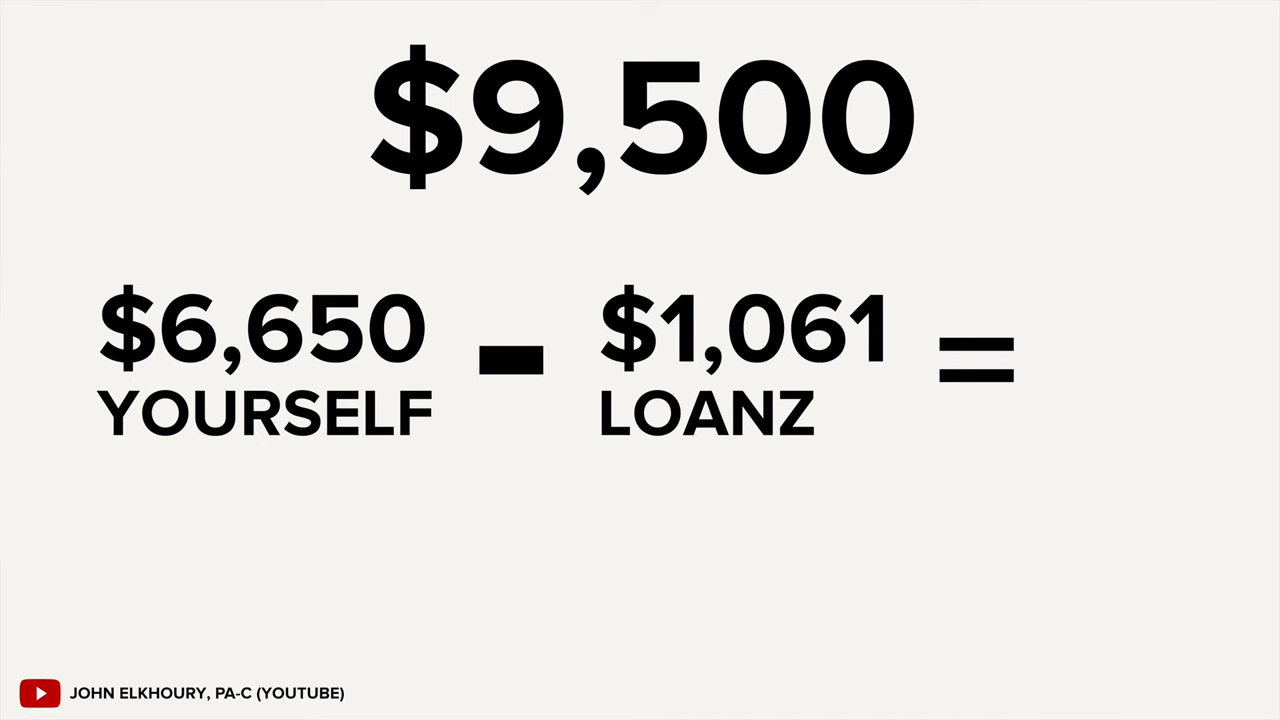 $9,500
$6,650 - $1,061 =
YOURSELF LOANZ
JOHN ELKHOURY, PA-C (YOUTUBE)